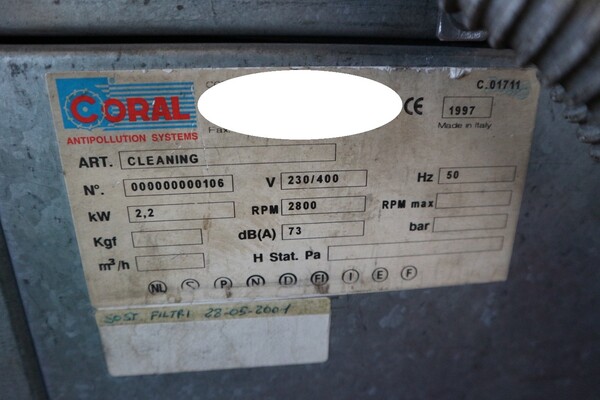 CORAL
ANTIPOLLUTION SYSTEMS
C.01711
CE 1997
Made in Italy
ART. CLEANING
N°. 000000000106 V 230/400 Hz 50
kW 2,2 RPM 2800 RPM max
Kgf dB(A) 73 bar
m³/h H Stat. Pa
NL S P N D FI I E F
SOST. FILTRI 28-05-2001